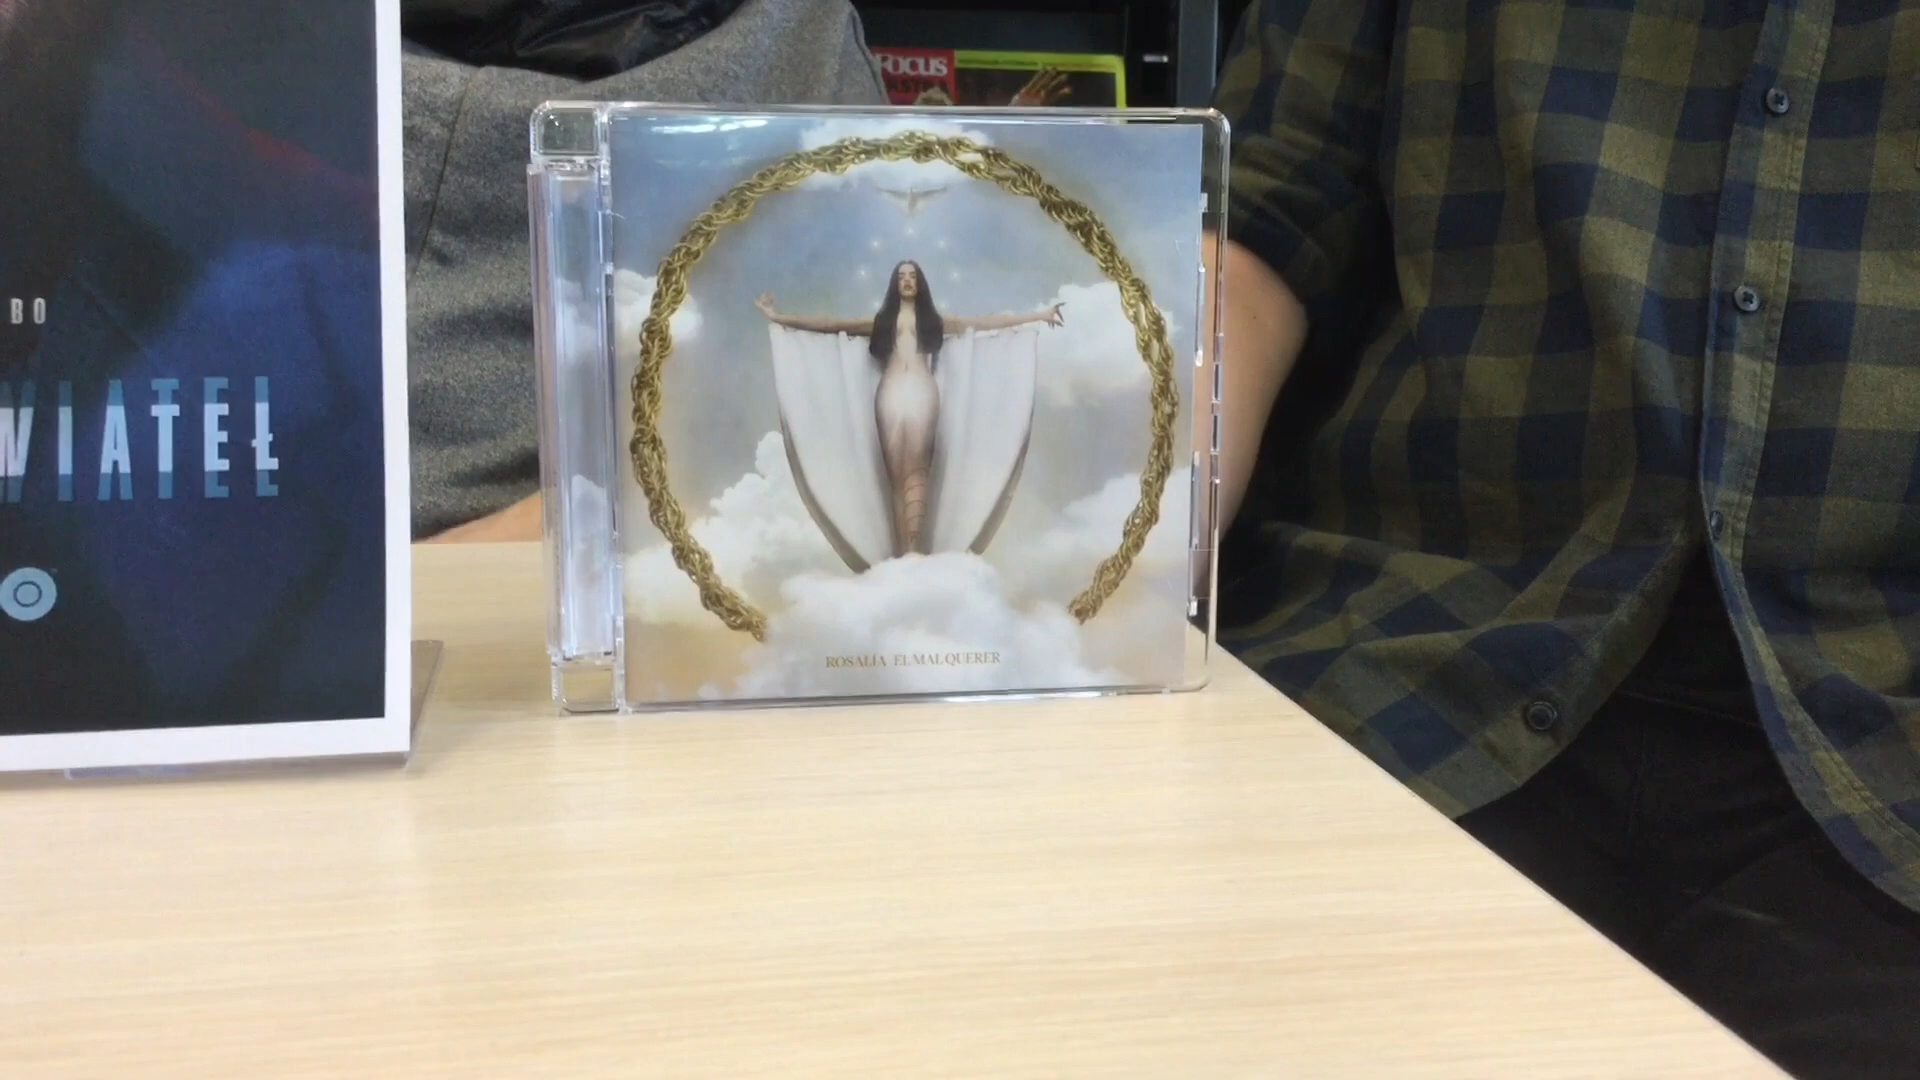 FOCUS
BO
WIATEŁ
ROSALÍA EL MAL QUERER